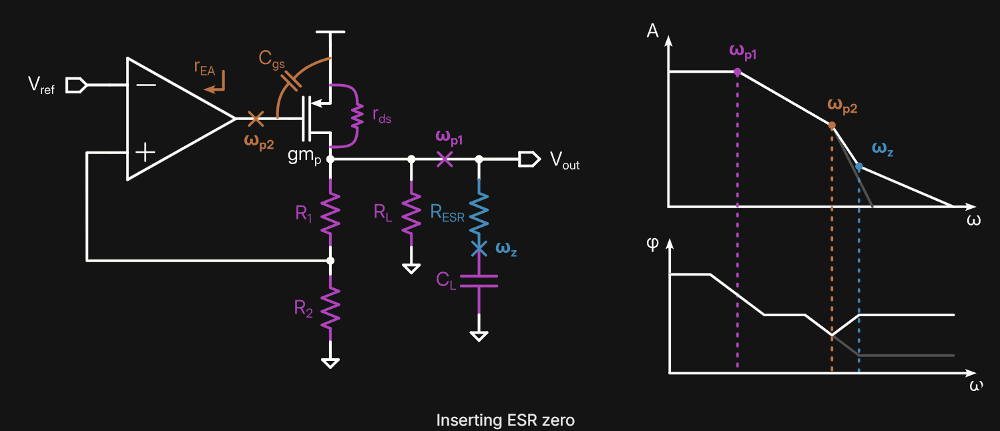 A
ω_p1
C_gs
r_EA
V_ref
−
ω_p2
r_ds
ω_p2
ω_p1
ω_z
+
gm_p
V_out
R_1
R_L
R_ESR
ω
φ
ω_z
C_L
R_2
ω
Inserting ESR zero